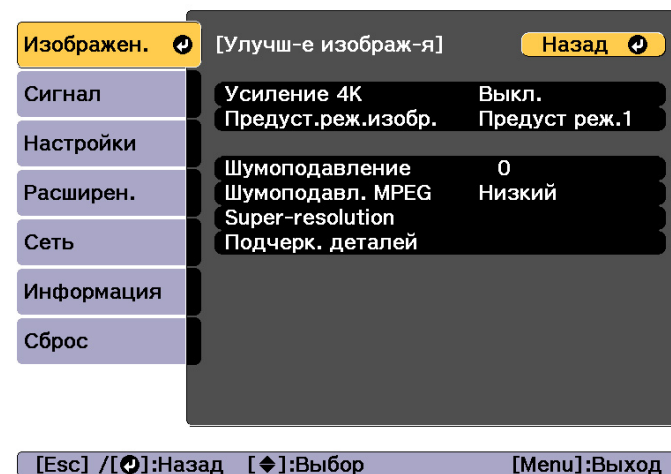 Изображен.
[Улучш-е изображ-я]
Назад
Сигнал
Настройки
Расширен.
Сеть
Информация
Сброс
Усиление 4K Выкл.
Предуст.реж.изобр. Предуст реж.1
Шумоподавление 0
Шумоподавл. MPEG Низкий
Super-resolution
Подчерк. деталей
[Esc] /[ ]:Назад [ ]:Выбор [Menu]:Выход